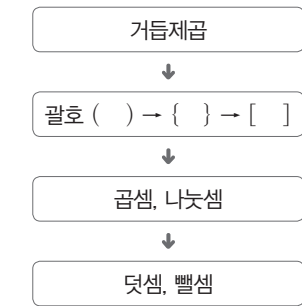 거듭제곱
괄호 (　) → {　} → [　]
곱셈, 나눗셈
덧셈, 뺄셈